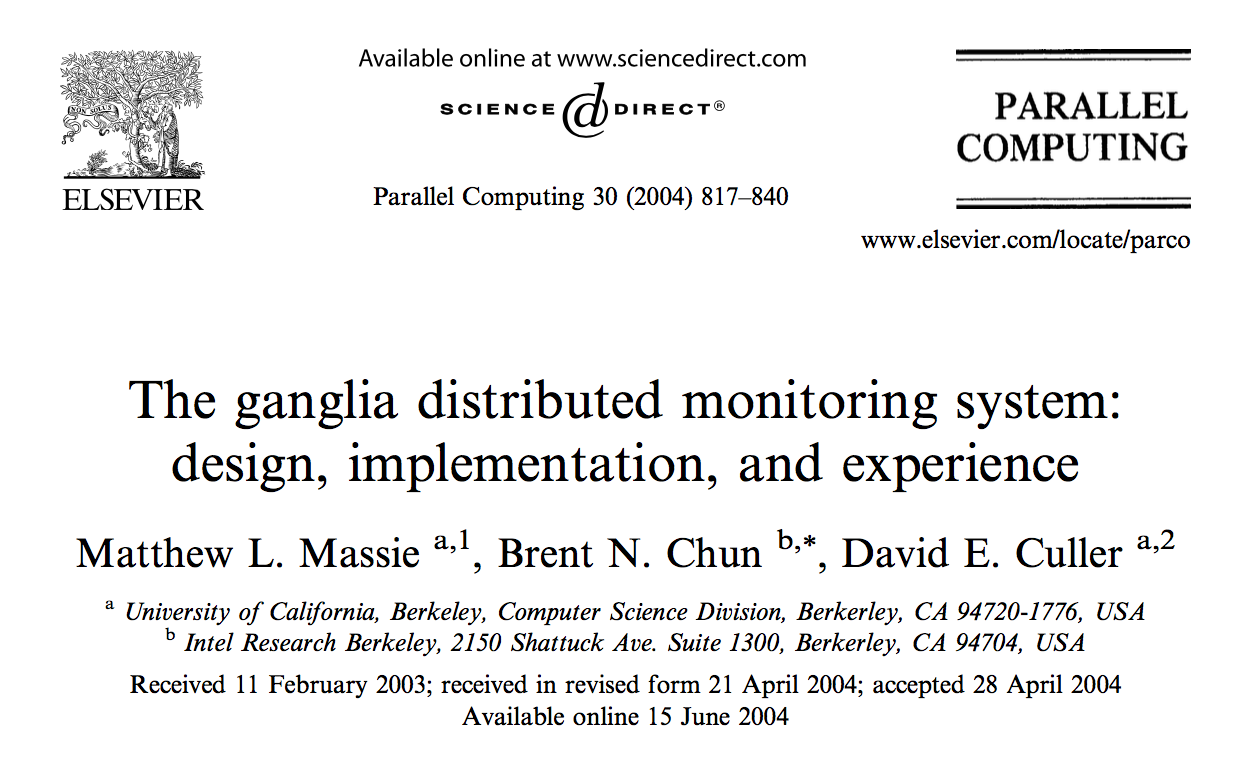 Available online at www.sciencedirect.com
SCIENCE d DIRECT®
NON SOLUS
ELSEVIER
Parallel Computing 30 (2004) 817–840
PARALLEL
COMPUTING
www.elsevier.com/locate/parco
The ganglia distributed monitoring system:
design, implementation, and experience
Matthew L. Massie a,1, Brent N. Chun b,*, David E. Culler a,2
a University of California, Berkeley, Computer Science Division, Berkerley, CA 94720-1776, USA
b Intel Research Berkeley, 2150 Shattuck Ave. Suite 1300, Berkerley, CA 94704, USA
Received 11 February 2003; received in revised form 21 April 2004; accepted 28 April 2004
Available online 15 June 2004